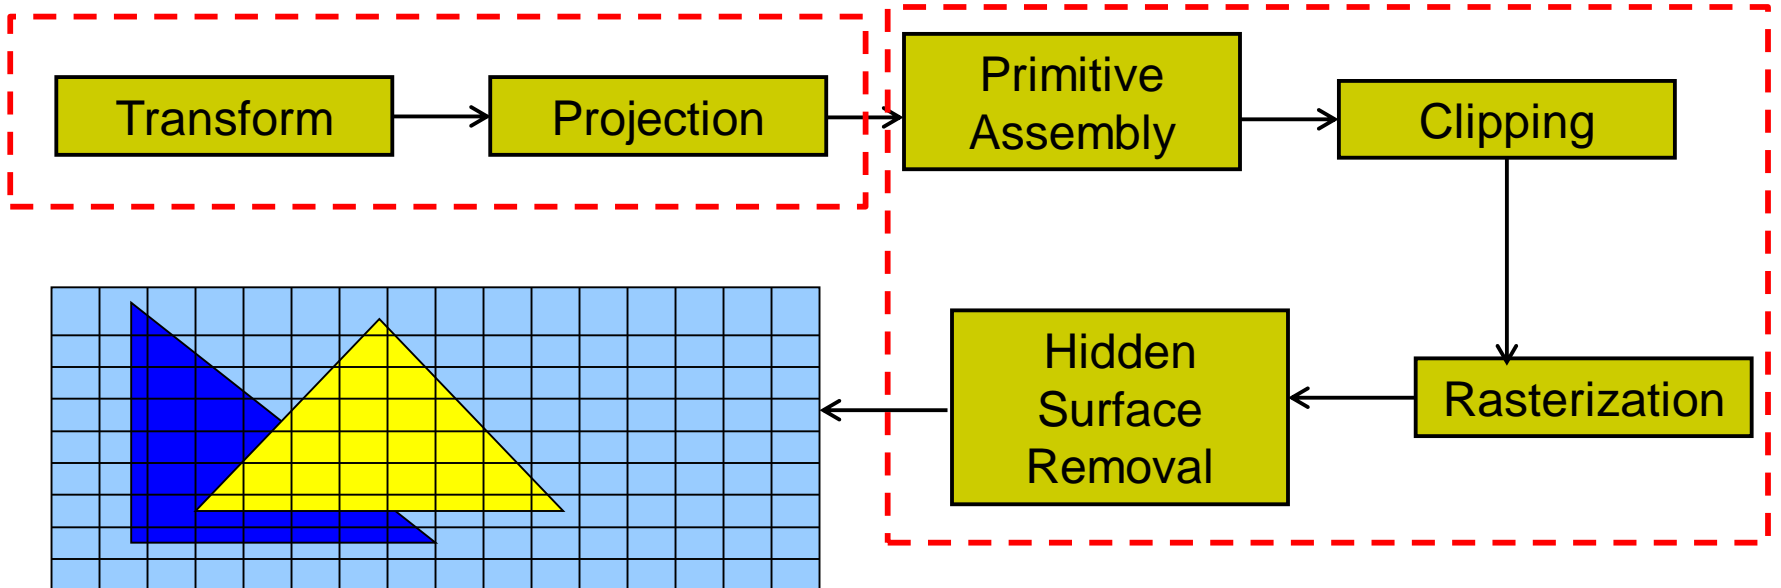 Transform
Projection
Primitive
Assembly
Clipping
Rasterization
Hidden
Surface
Removal